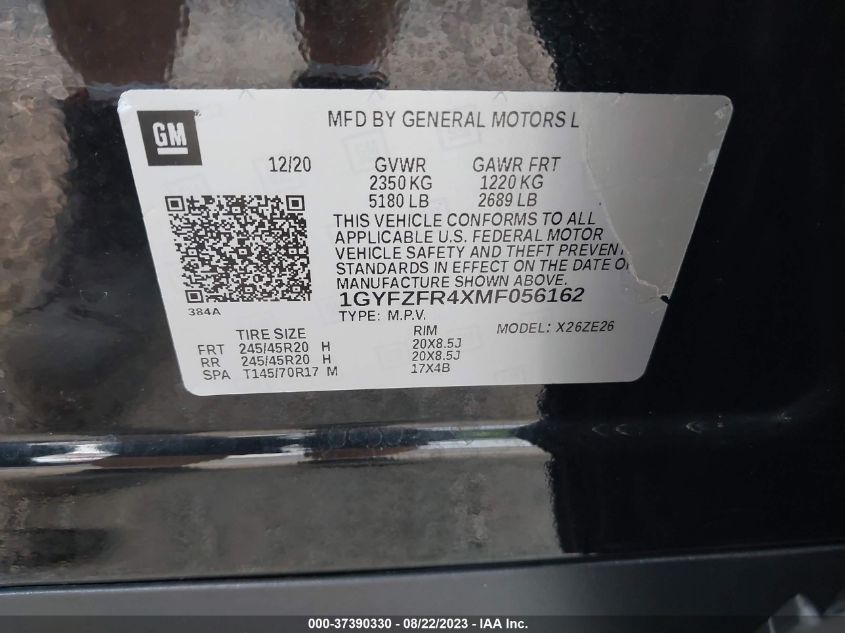 GM
MFD BY GENERAL MOTORS L
12/20 GVWR GAWR FRT
2350 KG 1220 KG
5180 LB 2689 LB
THIS VEHICLE CONFORMS TO ALL
APPLICABLE U.S. FEDERAL MOTOR
VEHICLE SAFETY AND THEFT PREVENT
STANDARDS IN EFFECT ON THE DATE O
MANUFACTURE SHOWN ABOVE.
1GYFZFR4XMF056162
384A
TYPE: M.P.V. MODEL: X26ZE26
TIRE SIZE RIM
FRT 245/45R20 H 20X8.5J
RR 245/45R20 H 20X8.5J
SPA T145/70R17 M 17X4B
000-37390330 - 08/22/2023 - IAA Inc.